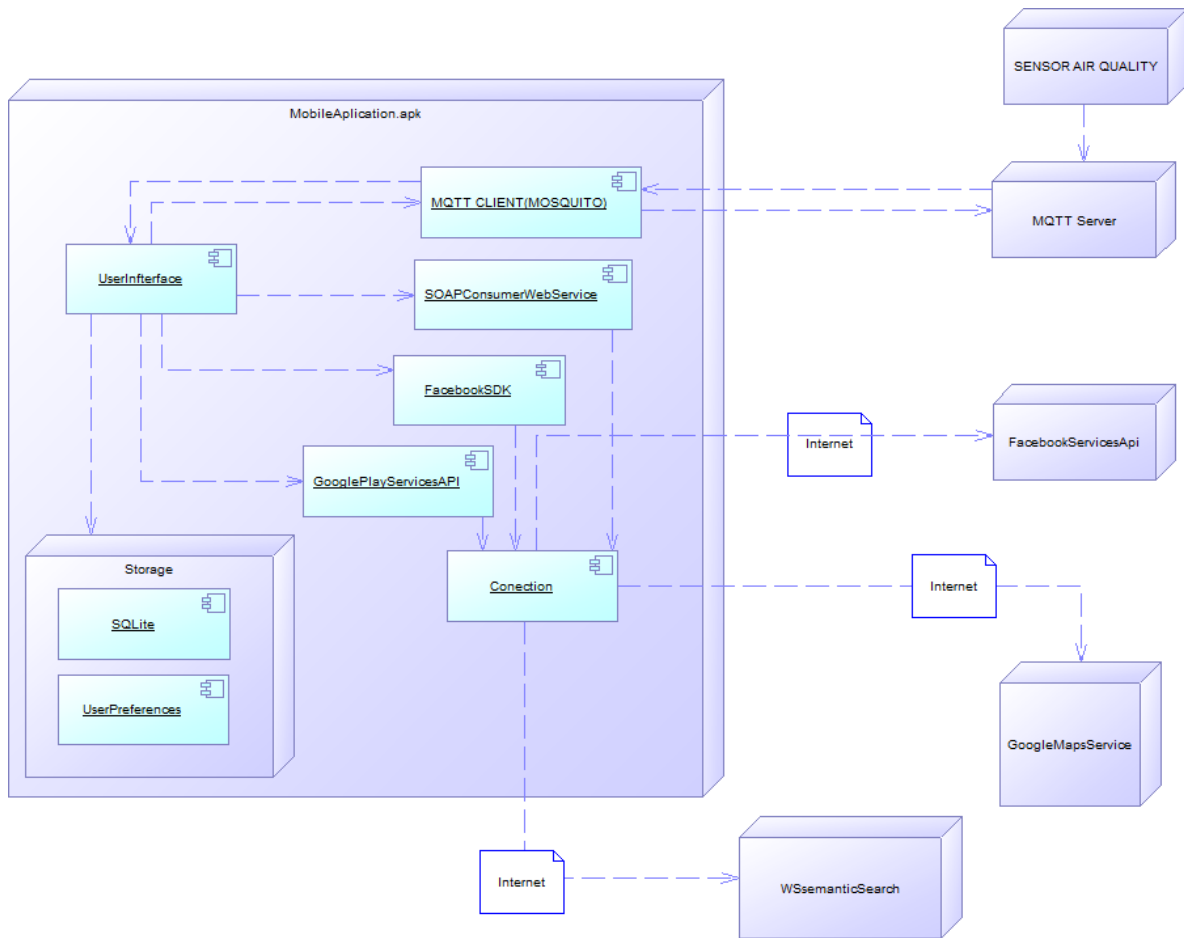 SENSOR AIR QUALITY
MobileAplication.apk
MQTT CLIENT(MOSQUITO)
MQTT Server
UserInfterface
SOAPConsumerWebService
FacebookSDK
Internet
FacebookServicesApi
GooglePlayServicesAPI
Storage
Conection
Internet
SQLite
UserPreferences
GoogleMapsService
Internet
WSsemanticSearch